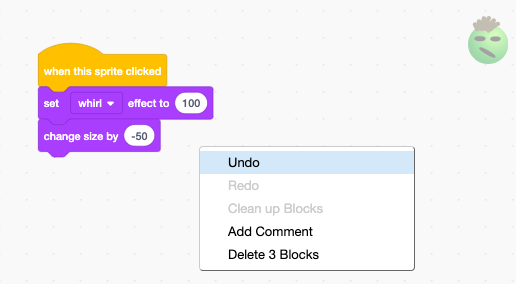 when this sprite clicked
set whirl effect to 100
change size by -50
Undo
Redo
Clean up Blocks
Add Comment
Delete 3 Blocks